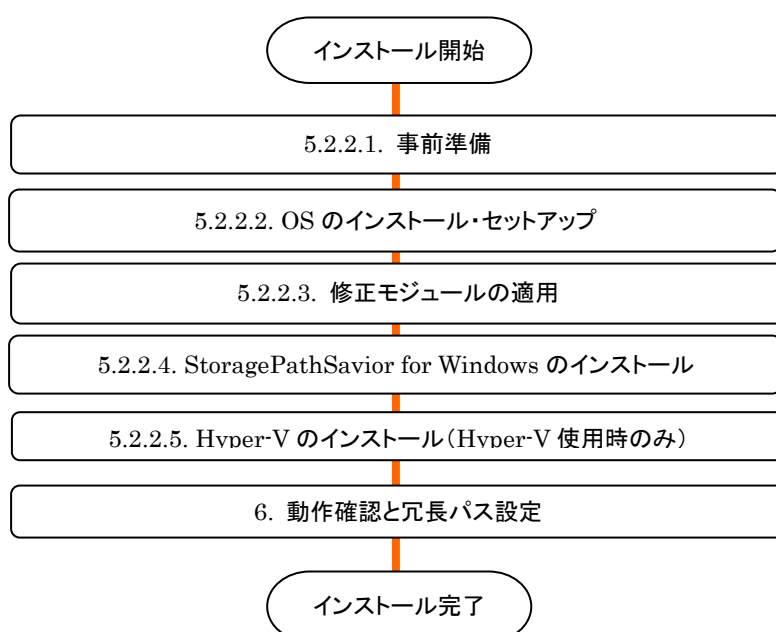 インストール開始
5.2.2.1. 事前準備
5.2.2.2. OS のインストール・セットアップ
5.2.2.3. 修正モジュールの適用
5.2.2.4. StoragePathSavior for Windows のインストール
5.2.2.5. Hyper-V のインストール（Hyper-V 使用時のみ）
6. 動作確認と冗長パス設定
インストール完了